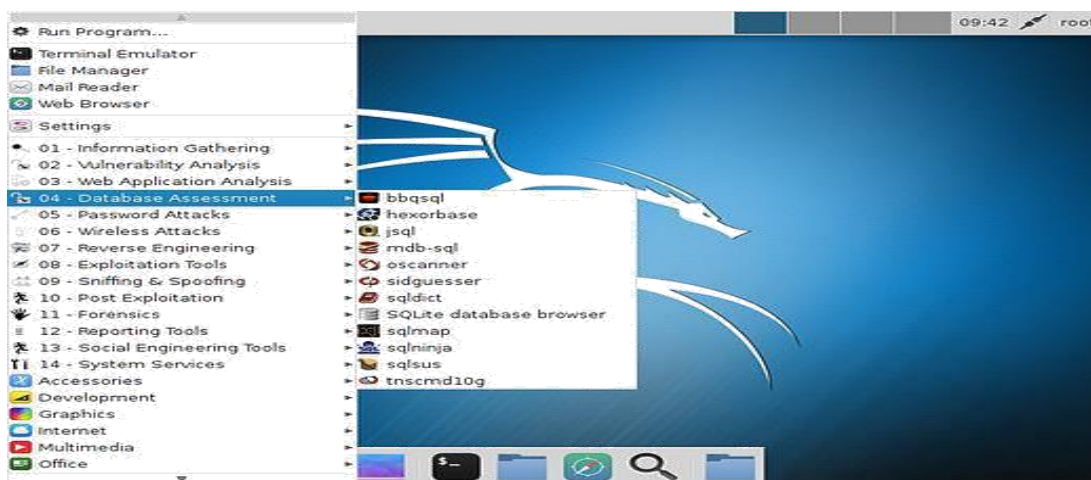 09:42 root
Run Program...
Terminal Emulator
File Manager
Mail Reader
Web Browser
Settings
01 - Information Gathering
02 - Vulnerability Analysis
03 - Web Application Analysis
04 - Database Assessment
05 - Password Attacks
06 - Wireless Attacks
07 - Reverse Engineering
08 - Exploitation Tools
09 - Sniffing & Spoofing
10 - Post Exploitation
11 - Forensics
12 - Reporting Tools
13 - Social Engineering Tools
14 - System Services
Accessories
Development
Graphics
Internet
Multimedia
Office
bbqsql
hexorbase
jsql
mdb-sql
oscanner
sidguesser
sqldict
SQLite database browser
sqlmap
sqlninja
sqlsus
tnscmd10g